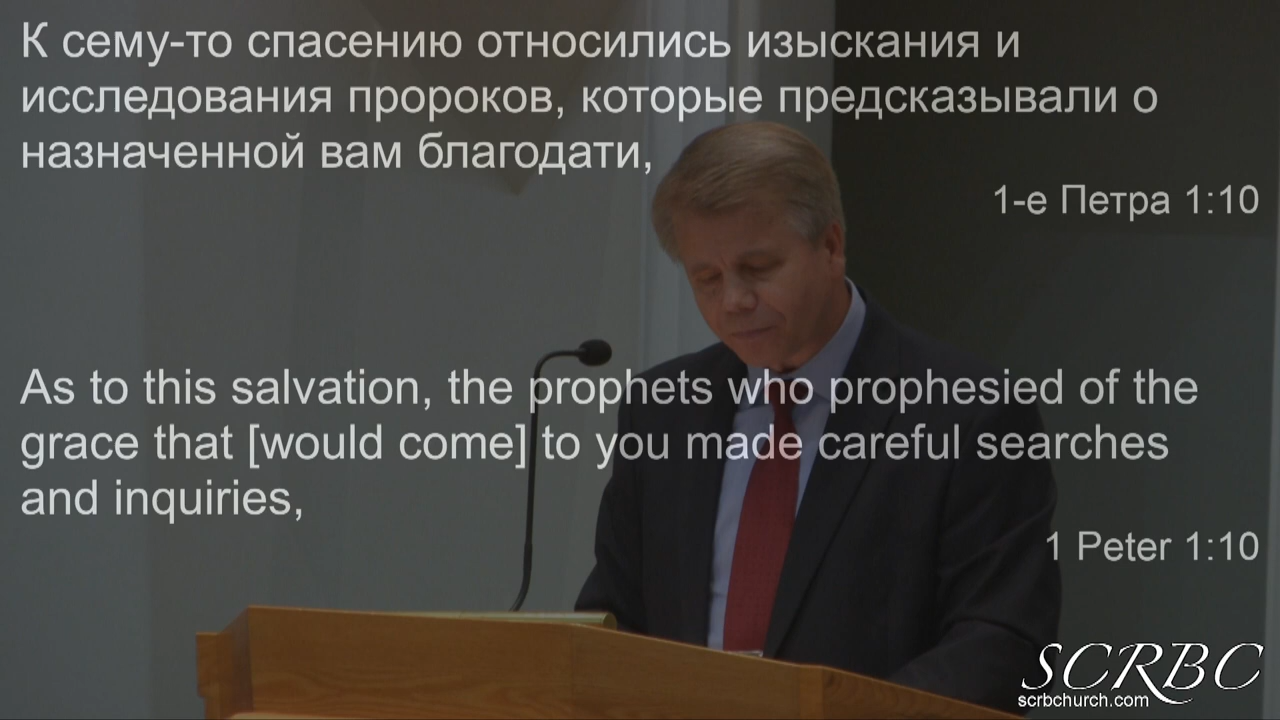 К сему-то спасению относились изыскания и
исследования пророков, которые предсказывали о
назначенной вам благодати,
1-е Петра 1:10
As to this salvation, the prophets who prophesied of the
grace that [would come] to you made careful searches
and inquiries,
1 Peter 1:10
SCRBC
scrbchurch.com